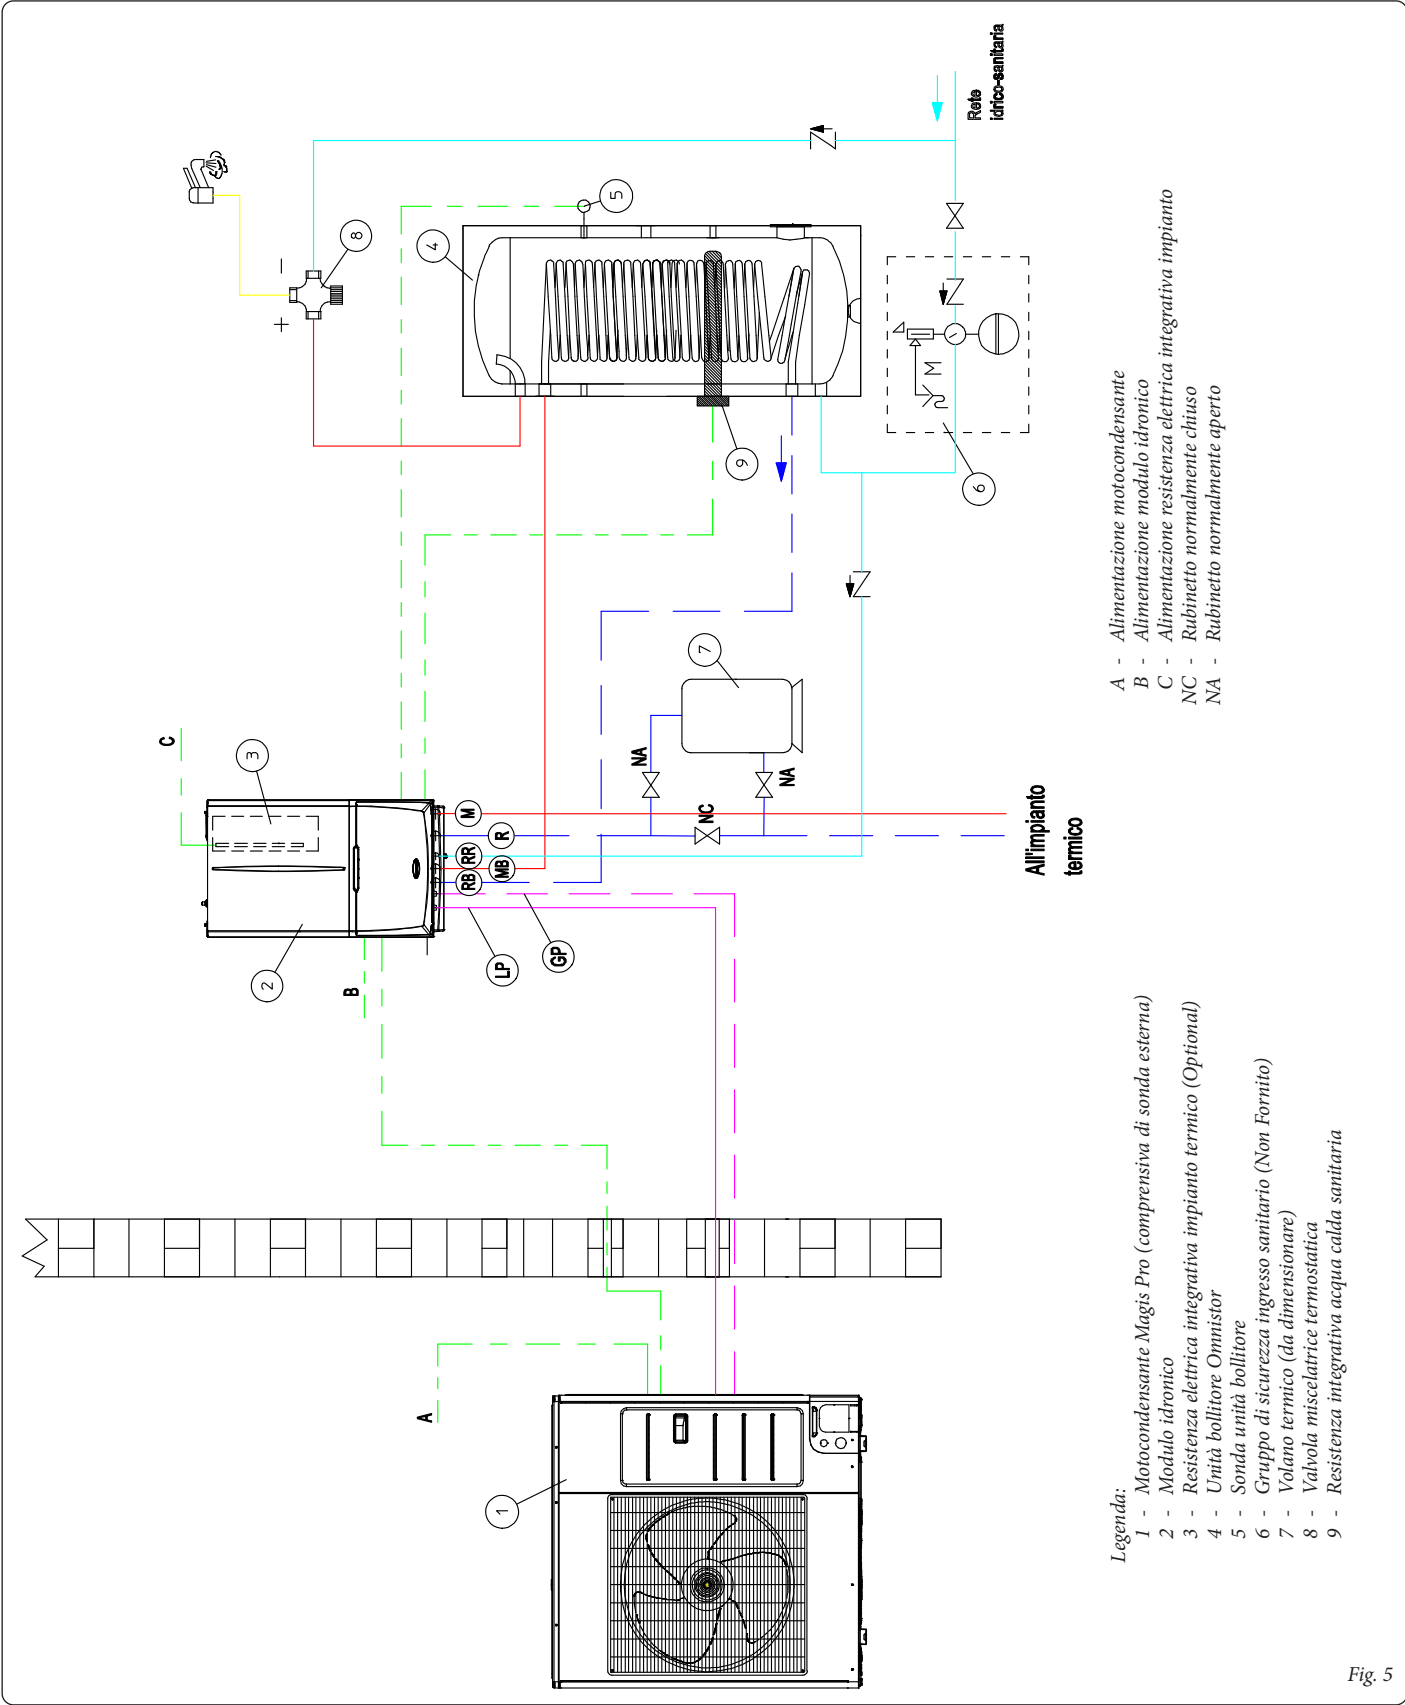 Rete
idrico-sanitaria
8
5
4
+
-
M
9
6
7
C
3
2
B
M
R
RR
MB
RB
LP
GP
NA
NA
NC
All'impianto
termico
A
1
Legenda:
1 - Motocondensante Magis Pro (comprensiva di sonda esterna)
2 - Modulo idronico
3 - Resistenza elettrica integrativa impianto termico (Optional)
4 - Unità bollitore Omnistor
5 - Sonda unità bollitore
6 - Gruppo di sicurezza ingresso sanitario (Non Fornito)
7 - Volano termico (da dimensionare)
8 - Valvola miscelatrice termostatica
9 - Resistenza integrativa acqua calda sanitaria
A - Alimentazione motocondensante
B - Alimentazione modulo idronico
C - Alimentazione resistenza elettrica integrativa impianto
NC - Rubinetto normalmente chiuso
NA - Rubinetto normalmente aperto
Fig. 5